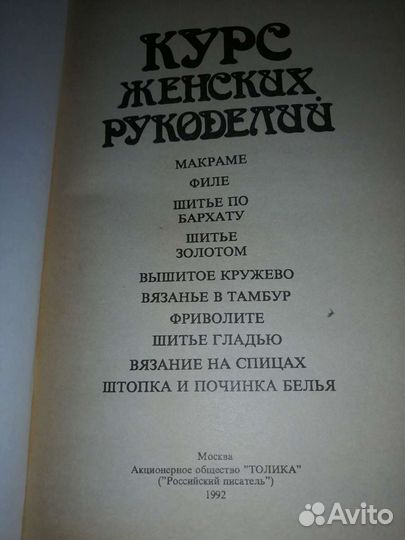 КУРС
ЖЕНСКИХ
РУКОДЕЛИЙ
МАКРАМЕ
ФИЛЕ
ШИТЬЕ ПО
БАРХАТУ
ШИТЬЕ
ЗОЛОТОМ
ВЫШИТОЕ КРУЖЕВО
ВЯЗАНЬЕ В ТАМБУР
ФРИВОЛИТЕ
ШИТЬЕ ГЛАДЬЮ
ВЯЗАНИЕ НА СПИЦАХ
ШТОПКА И ПОЧИНКА БЕЛЬЯ
Москва
Акционерное общество "ТОЛИКА"
("Российский писатель")
1992
Avito